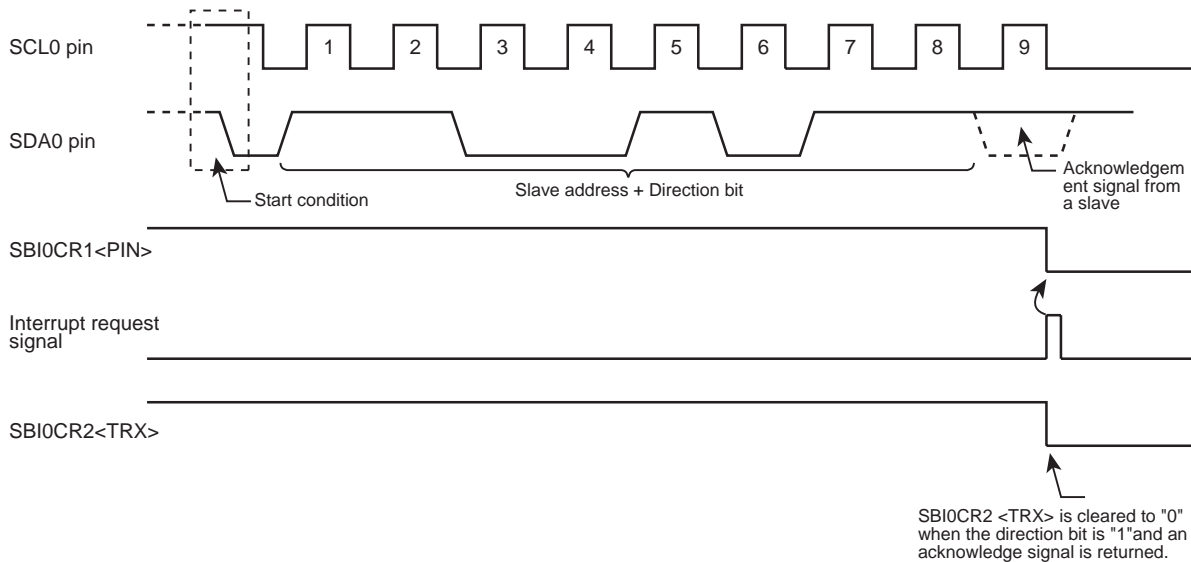 SCL0 pin
1 2 3 4 5 6 7 8 9
SDA0 pin
Start condition
Slave address + Direction bit
Acknowledgem
ent signal from
a slave
SBI0CR1<PIN>
Interrupt request
signal
SBI0CR2<TRX>
SBI0CR2 <TRX> is cleared to "0"
when the direction bit is "1"and an
acknowledge signal is returned.